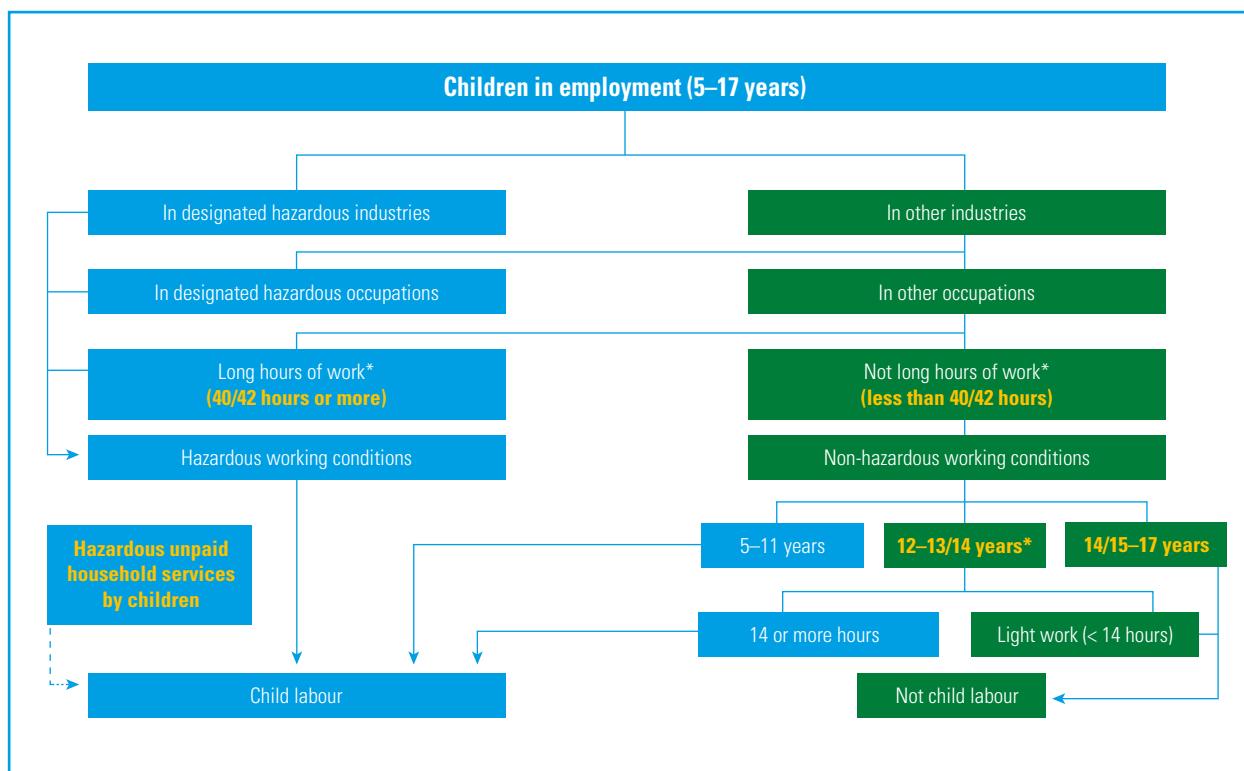 Children in employment (5–17 years)
In designated hazardous industries
In other industries
In designated hazardous occupations
In other occupations
Long hours of work*
(40/42 hours or more)
Not long hours of work*
(less than 40/42 hours)
Hazardous working conditions
Non-hazardous working conditions
Hazardous unpaid
household services
by children
5–11 years
12–13/14 years*
14/15–17 years
14 or more hours
Light work (< 14 hours)
Child labour
Not child labour